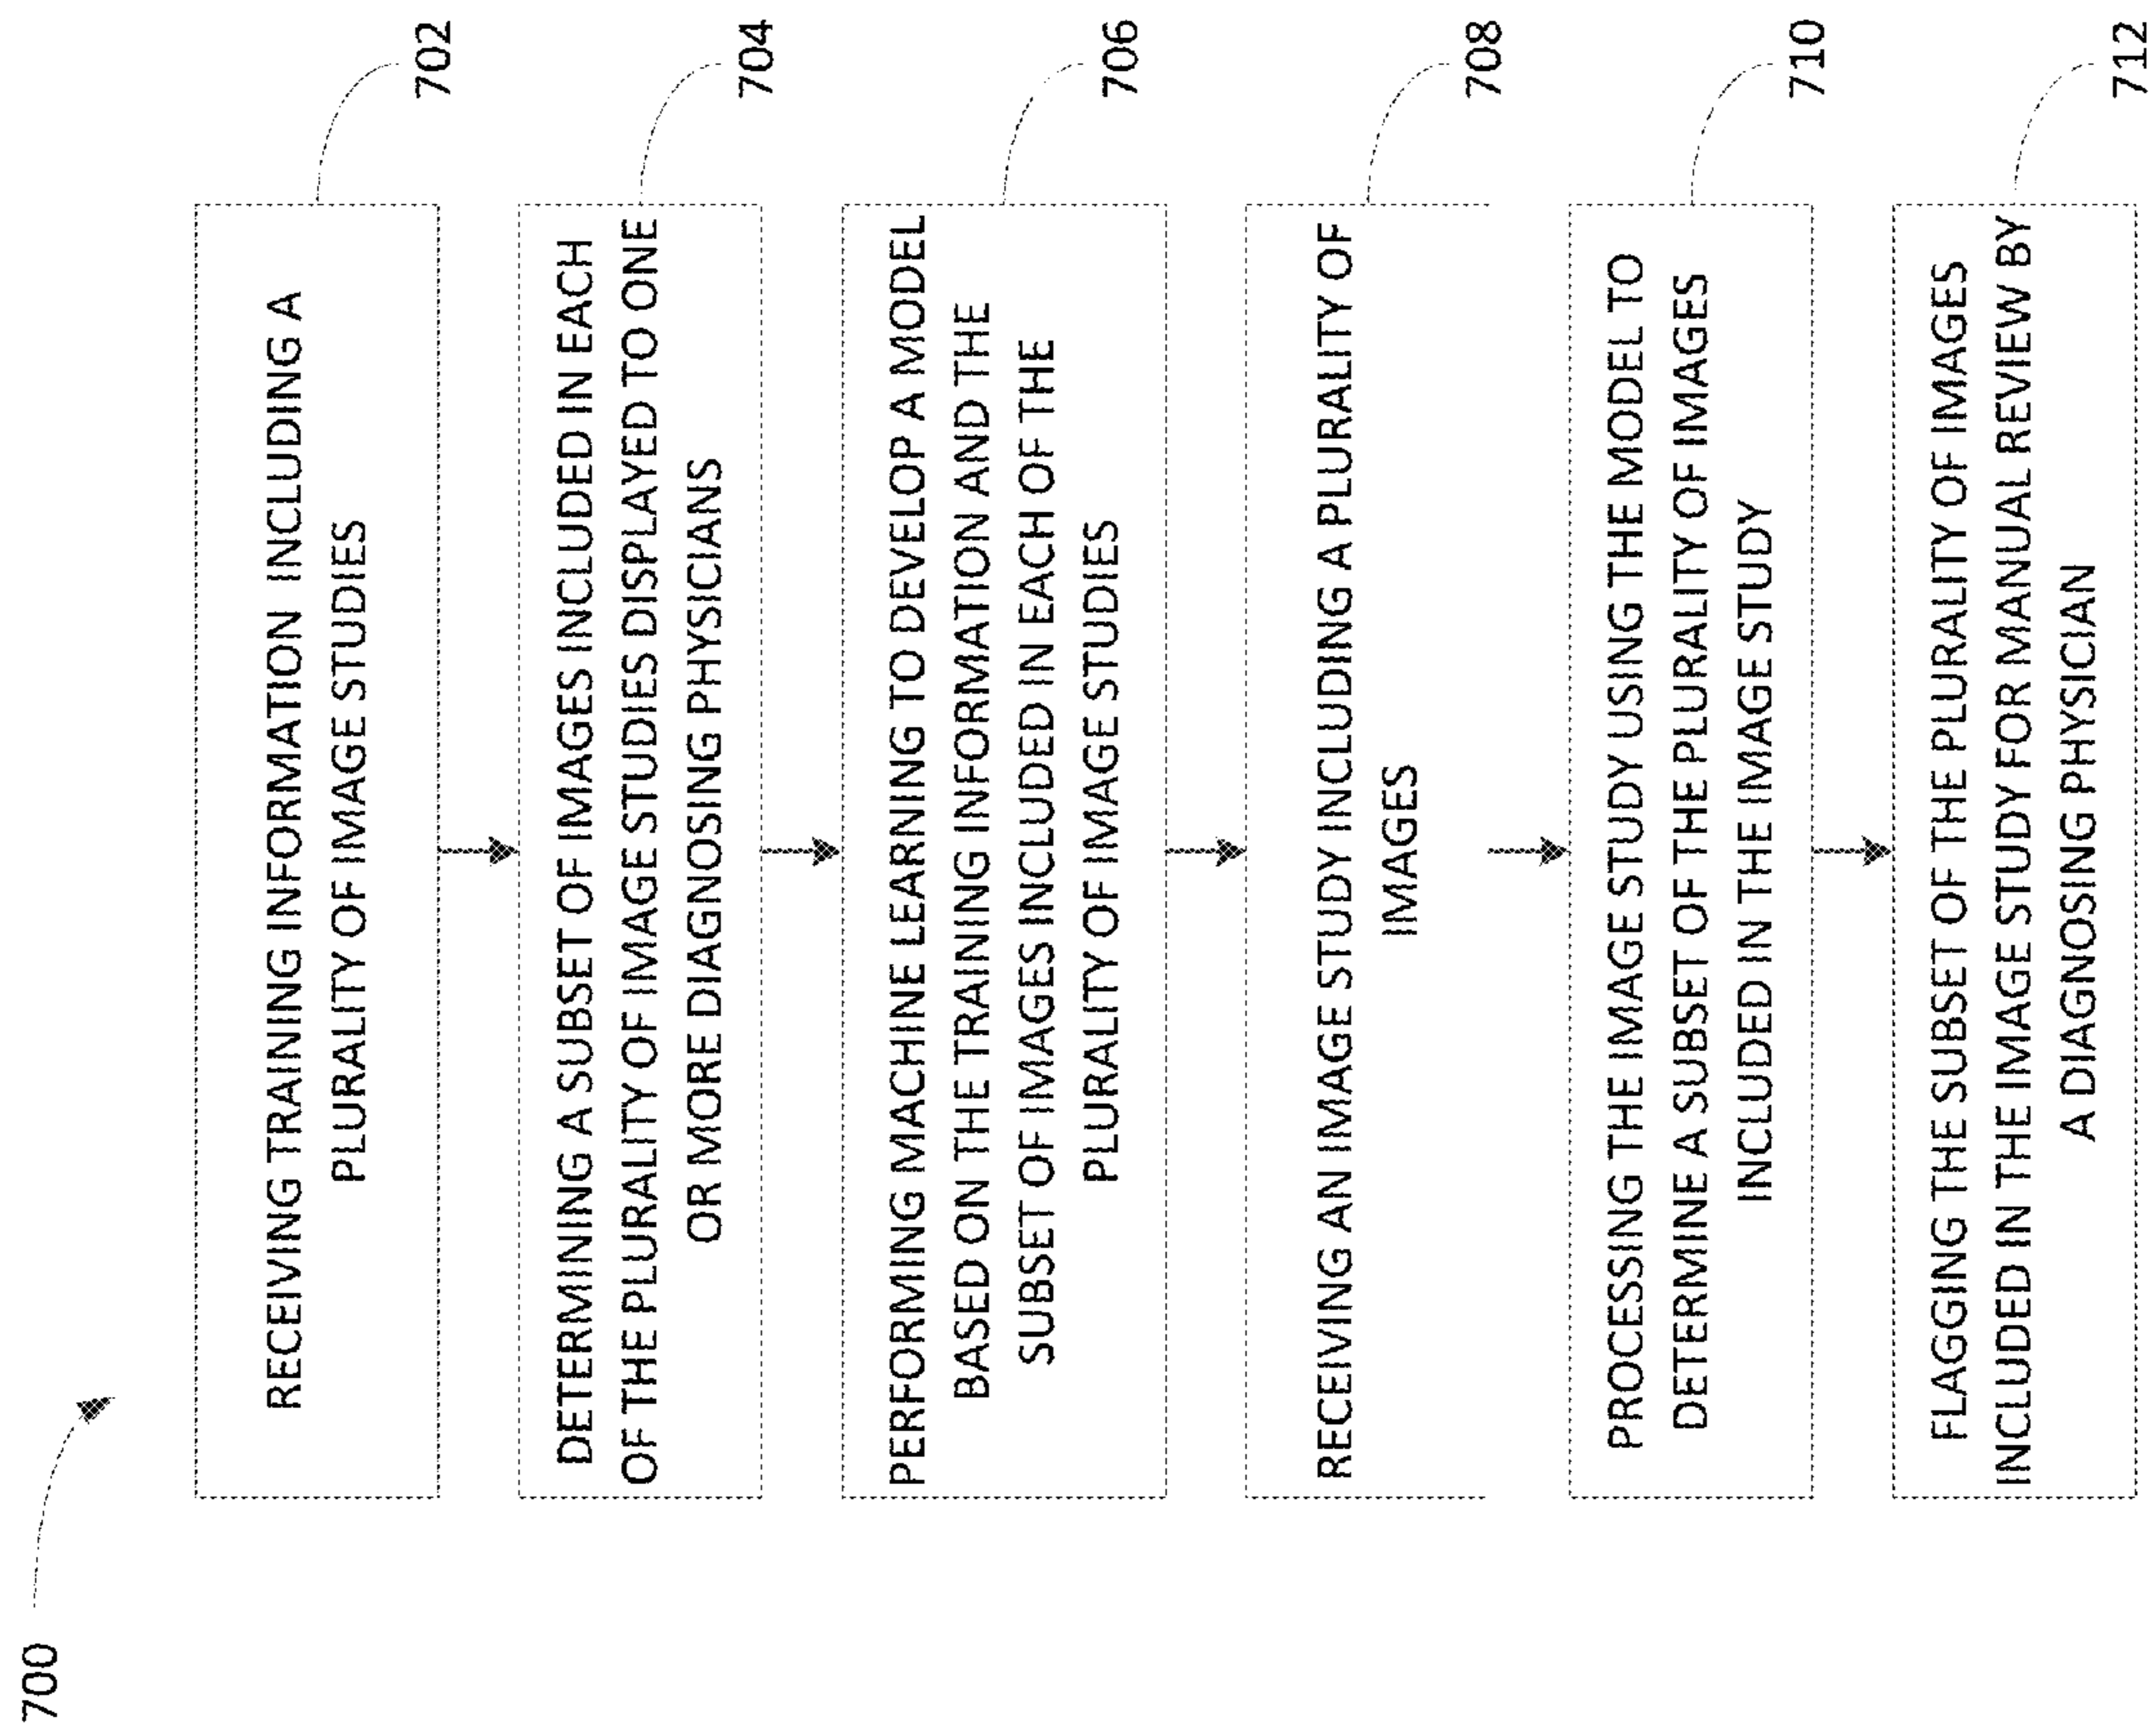 700
RECEIVING TRAINING INFORMATION INCLUDING A
PLURALITY OF IMAGE STUDIES
702
DETERMINING A SUBSET OF IMAGES INCLUDED IN EACH
OF THE PLURALITY OF IMAGE STUDIES DISPLAYED TO ONE
OR MORE DIAGNOSING PHYSICIANS
704
PERFORMING MACHINE LEARNING TO DEVELOP A MODEL
BASED ON THE TRAINING INFORMATION AND THE
SUBSET OF IMAGES INCLUDED IN EACH OF THE
PLURALITY OF IMAGE STUDIES
706
RECEIVING AN IMAGE STUDY INCLUDING A PLURALITY OF
IMAGES
708
PROCESSING THE IMAGE STUDY USING THE MODEL TO
DETERMINE A SUBSET OF THE PLURALITY OF IMAGES
INCLUDED IN THE IMAGE STUDY
710
FLAGGING THE SUBSET OF THE PLURALITY OF IMAGES
INCLUDED IN THE IMAGE STUDY FOR MANUAL REVIEW BY
A DIAGNOSING PHYSICIAN
712